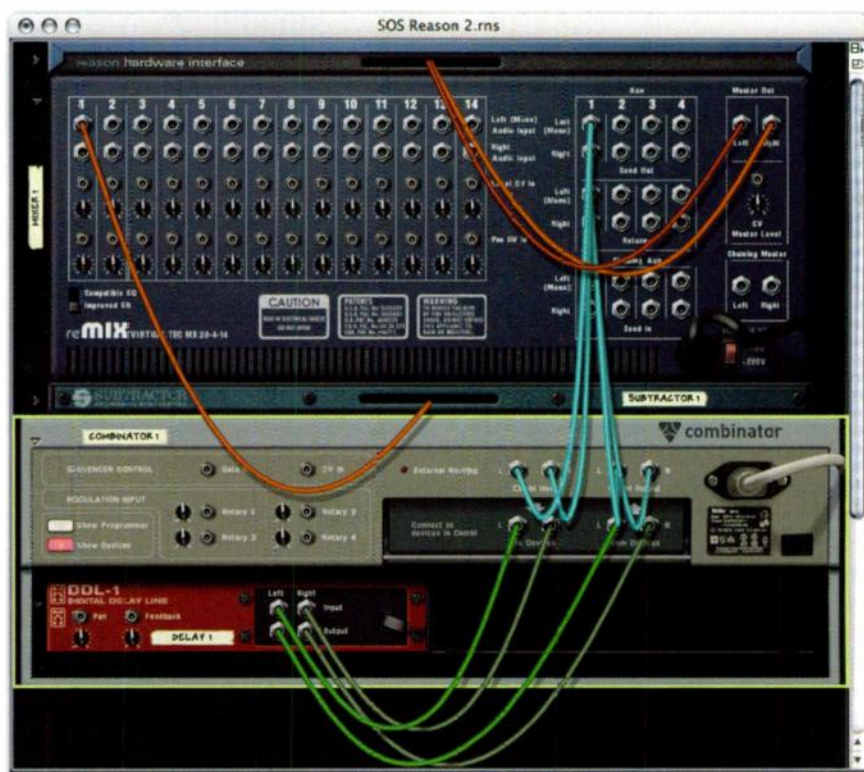 SOS Reason 2.rns
reason hardware interface
1 2 3 4 5 6 7 8 9 10 11 12 13 14
Left (Mono)
Audio Input
Right
Audio Input
Level CV In
Pan CV In
Aux
1 2 3 4
Left
(Mono)
Right
Send Out
Left
(Mono)
Right
Returns
Chaining Aux
Left
(Mono)
Right
Send In
Master Out
Left Right
CV
Master Level
Chaining Master
Left Right
MIXER 1
Compatible EQ
Improved EQ
reMIX
CAUTION
PATENTS
WARNING
SUBTRACTOR
SUBTRACTOR 1
COMBINATOR 1
combinator
SEQUENCER CONTROL
Gate
CV In
External Routing
MODULATION INPUT
Rotary 1
Rotary 2
Rotary 3
Rotary 4
Show Programmer
Show Devices
Connect to
devices in Combi
L
L
R
L
L
R
DDL-1
DIGITAL DELAY LINE
Pan
Feedback
DELAY 1
Left Right
Input
Output